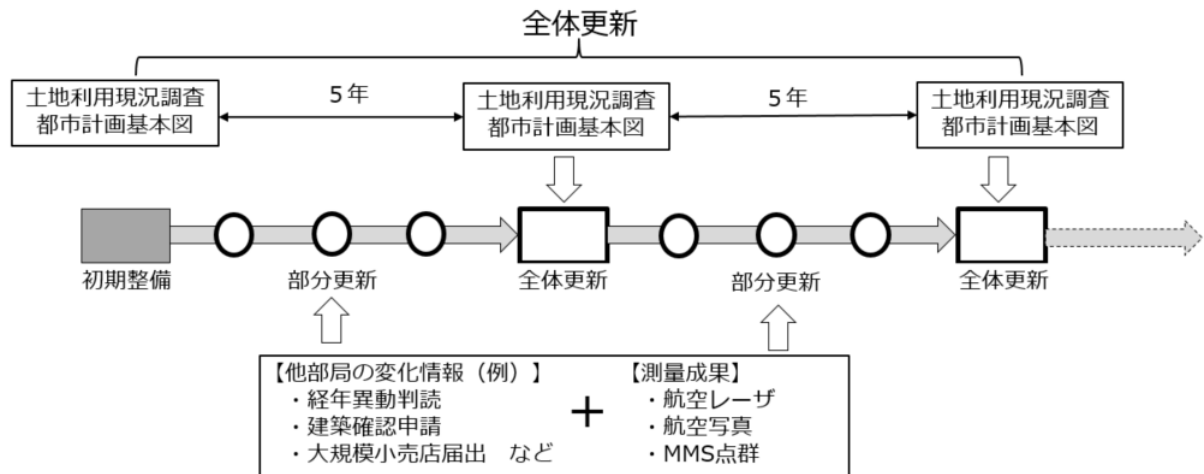 全体更新
土地利用現況調査
都市計画基本図
5年
土地利用現況調査
都市計画基本図
5年
土地利用現況調査
都市計画基本図
初期整備
部分更新
全体更新
部分更新
全体更新
【他部局の変化情報（例）】
・経年異動判読
・建築確認申請
・大規模小売店届出 など
＋
【測量成果】
・航空レーザ
・航空写真
・MMS点群